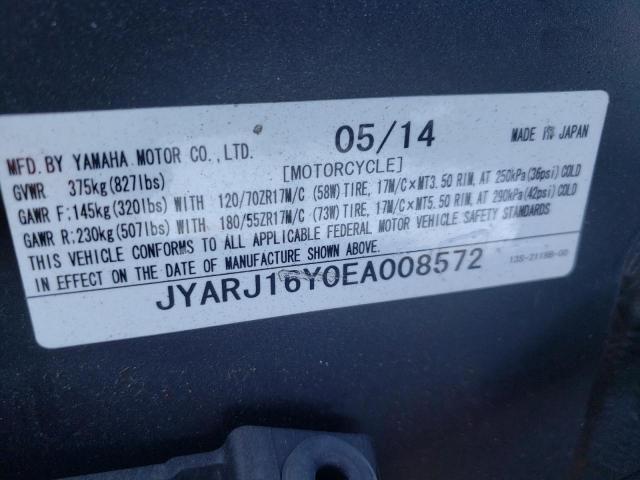 MFD. BY YAMAHA MOTOR CO., LTD. 05/14 MADE IN JAPAN
GVWR 375kg(827lbs) [MOTORCYCLE]
GAWR F:145kg(320lbs) WITH 120/70ZR17M/C (58W) TIRE, 17M/C×MT3.50 RIM, AT 250kPa(36psi) COLD
GAWR R:230kg(507lbs) WITH 180/55ZR17M/C (73W) TIRE, 17M/C×MT5.50 RIM, AT 290kPa(42psi) COLD
THIS VEHICLE CONFORMS TO ALL APPLICABLE FEDERAL MOTOR VEHICLE SAFETY STANDARDS
IN EFFECT ON THE DATE OF MANUFACTURE SHOWN ABOVE.
JYARJ16Y0EA008572
13S-2118B-00